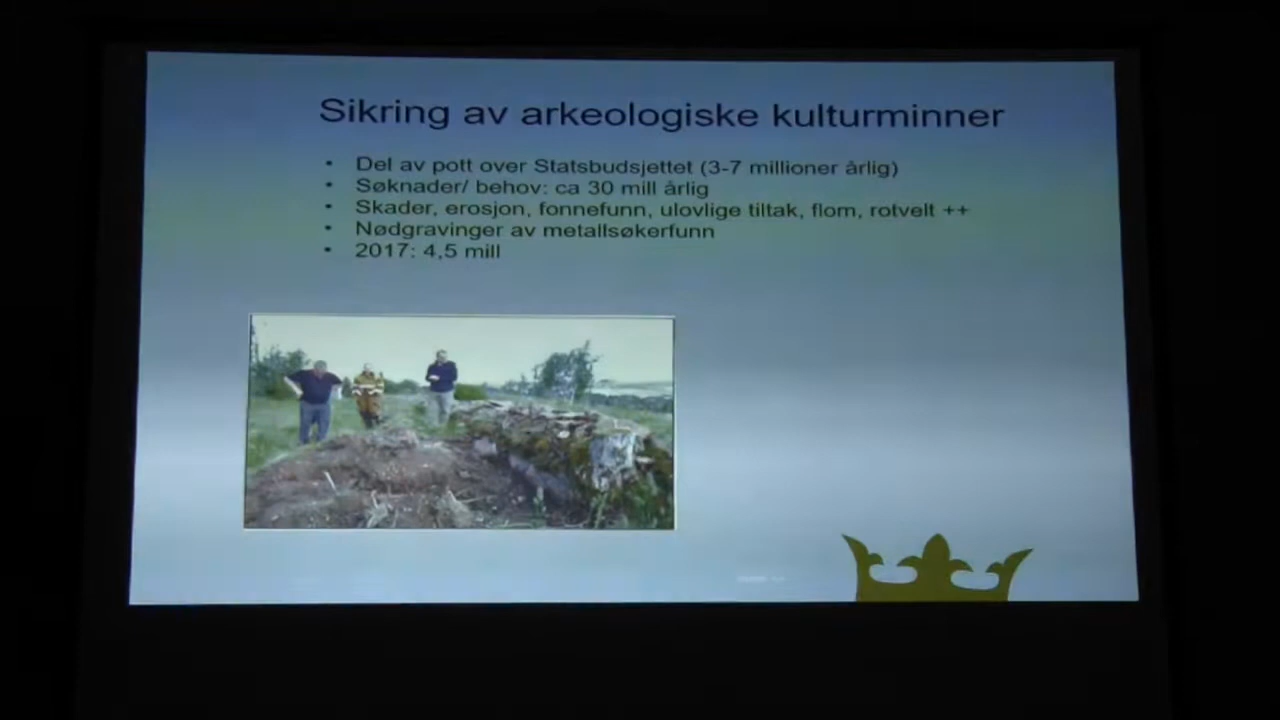 Sikring av arkeologiske kulturminner
• Del av pott over Statsbudsjettet (3-7 millioner årlig)
• Søknader/ behov: ca 30 mill årlig
• Skader, erosjon, fonnefunn, ulovlige tiltak, flom, rotvelt ++
• Nødgravinger av metallsøkerfunn
• 2017: 4,5 mill